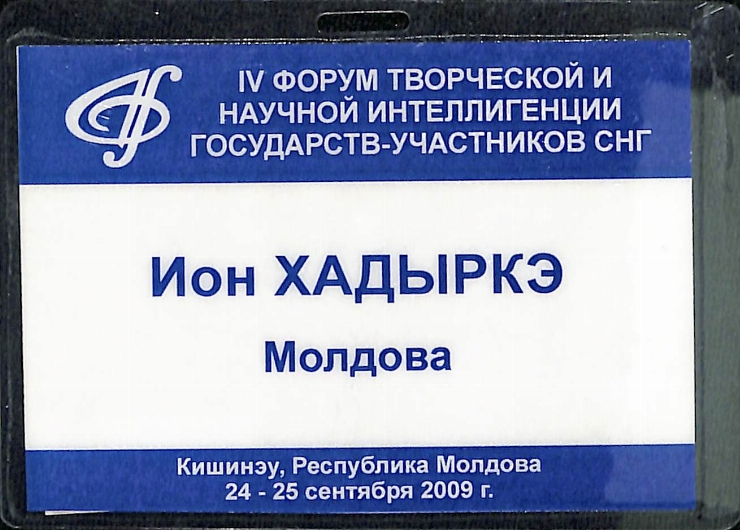 IV ФОРУМ ТВОРЧЕСКОЙ И
НАУЧНОЙ ИНТЕЛЛИГЕНЦИИ
ГОСУДАРСТВ-УЧАСТНИКОВ СНГ
Ион ХАДЫРКЭ
Молдова
Кишинэу, Республика Молдова
24 - 25 сентября 2009 г.